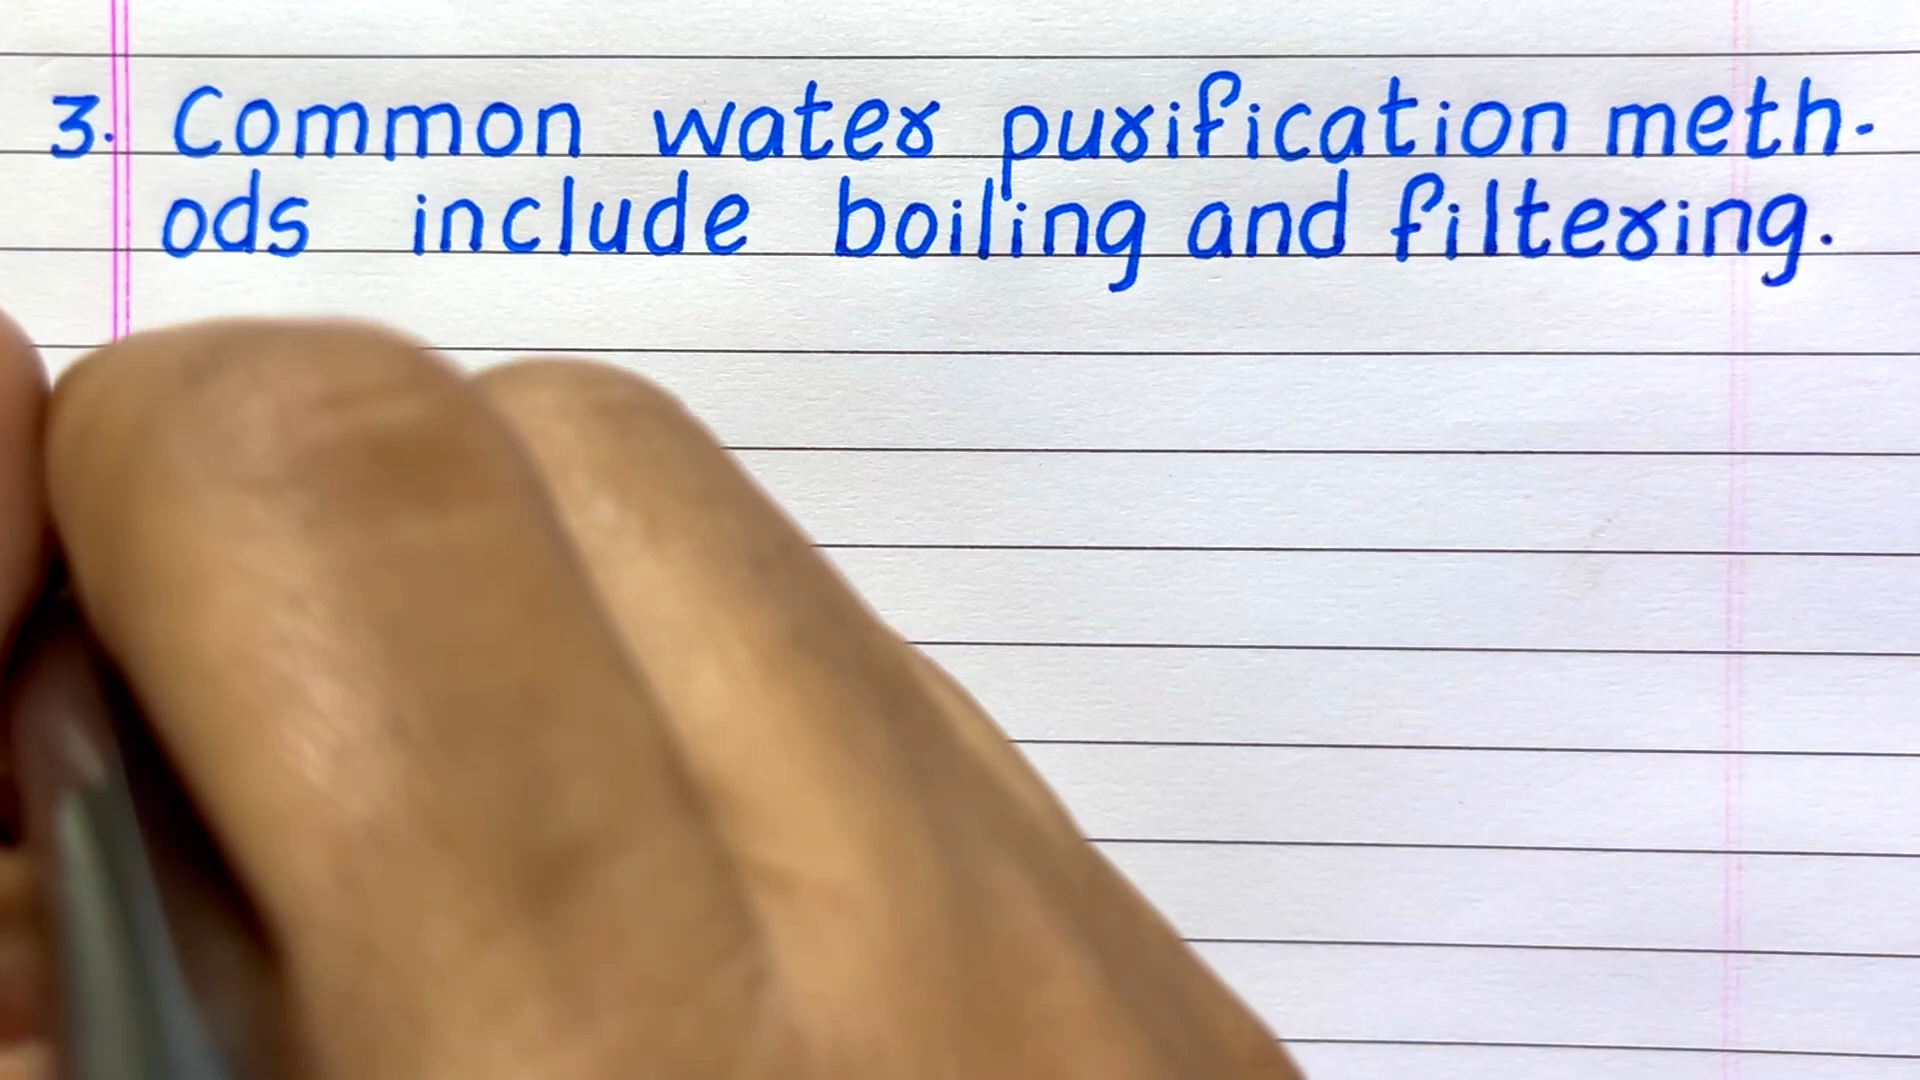 3. Common water purification meth-
ods include boiling and filtering.